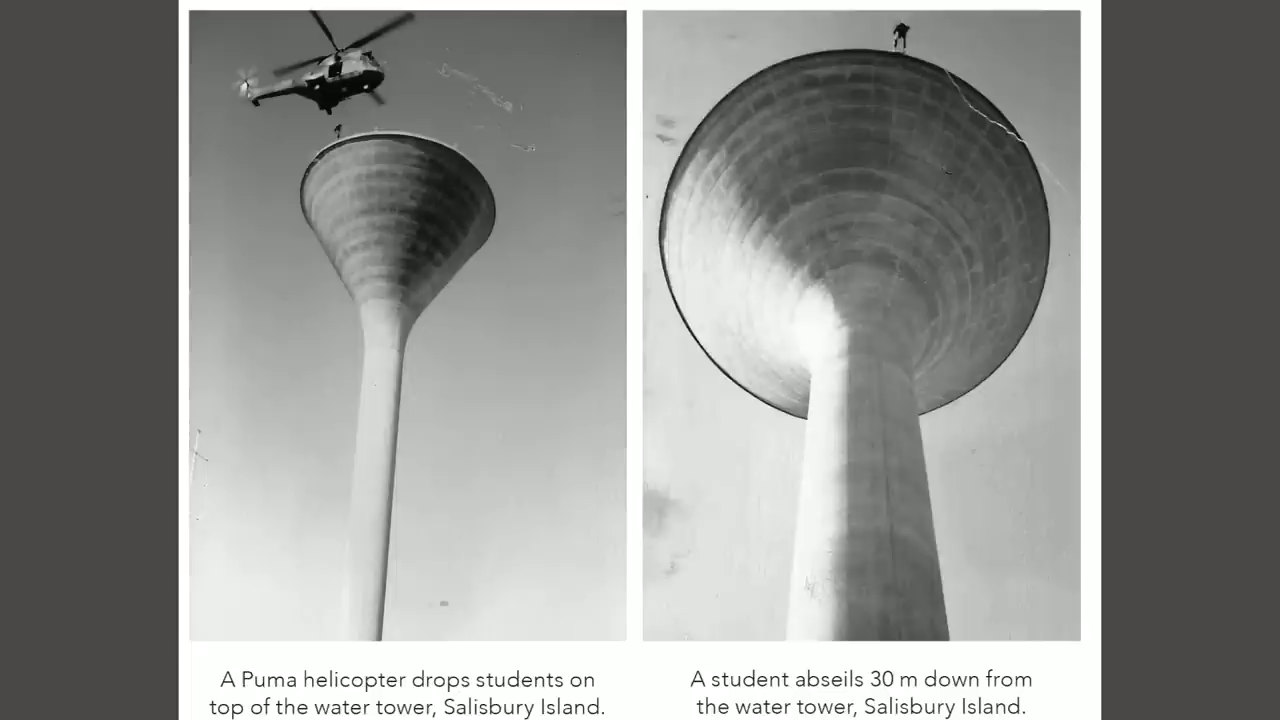 A Puma helicopter drops students on
top of the water tower, Salisbury Island.
A student abseils 30 m down from
the water tower, Salisbury Island.